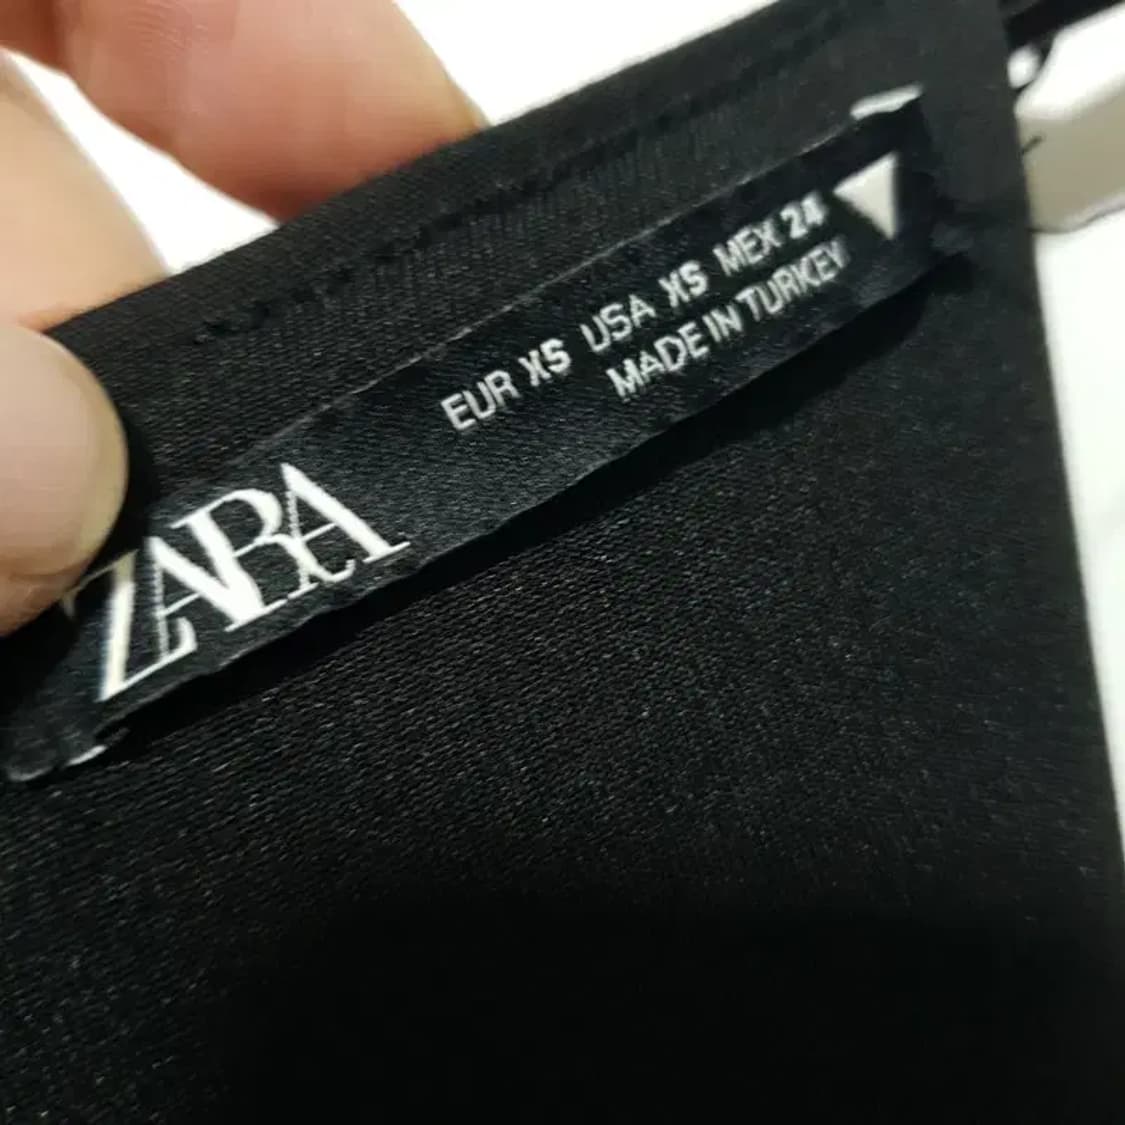 ZARA
EUR XS USA XS MEX 24
MADE IN TURKEY